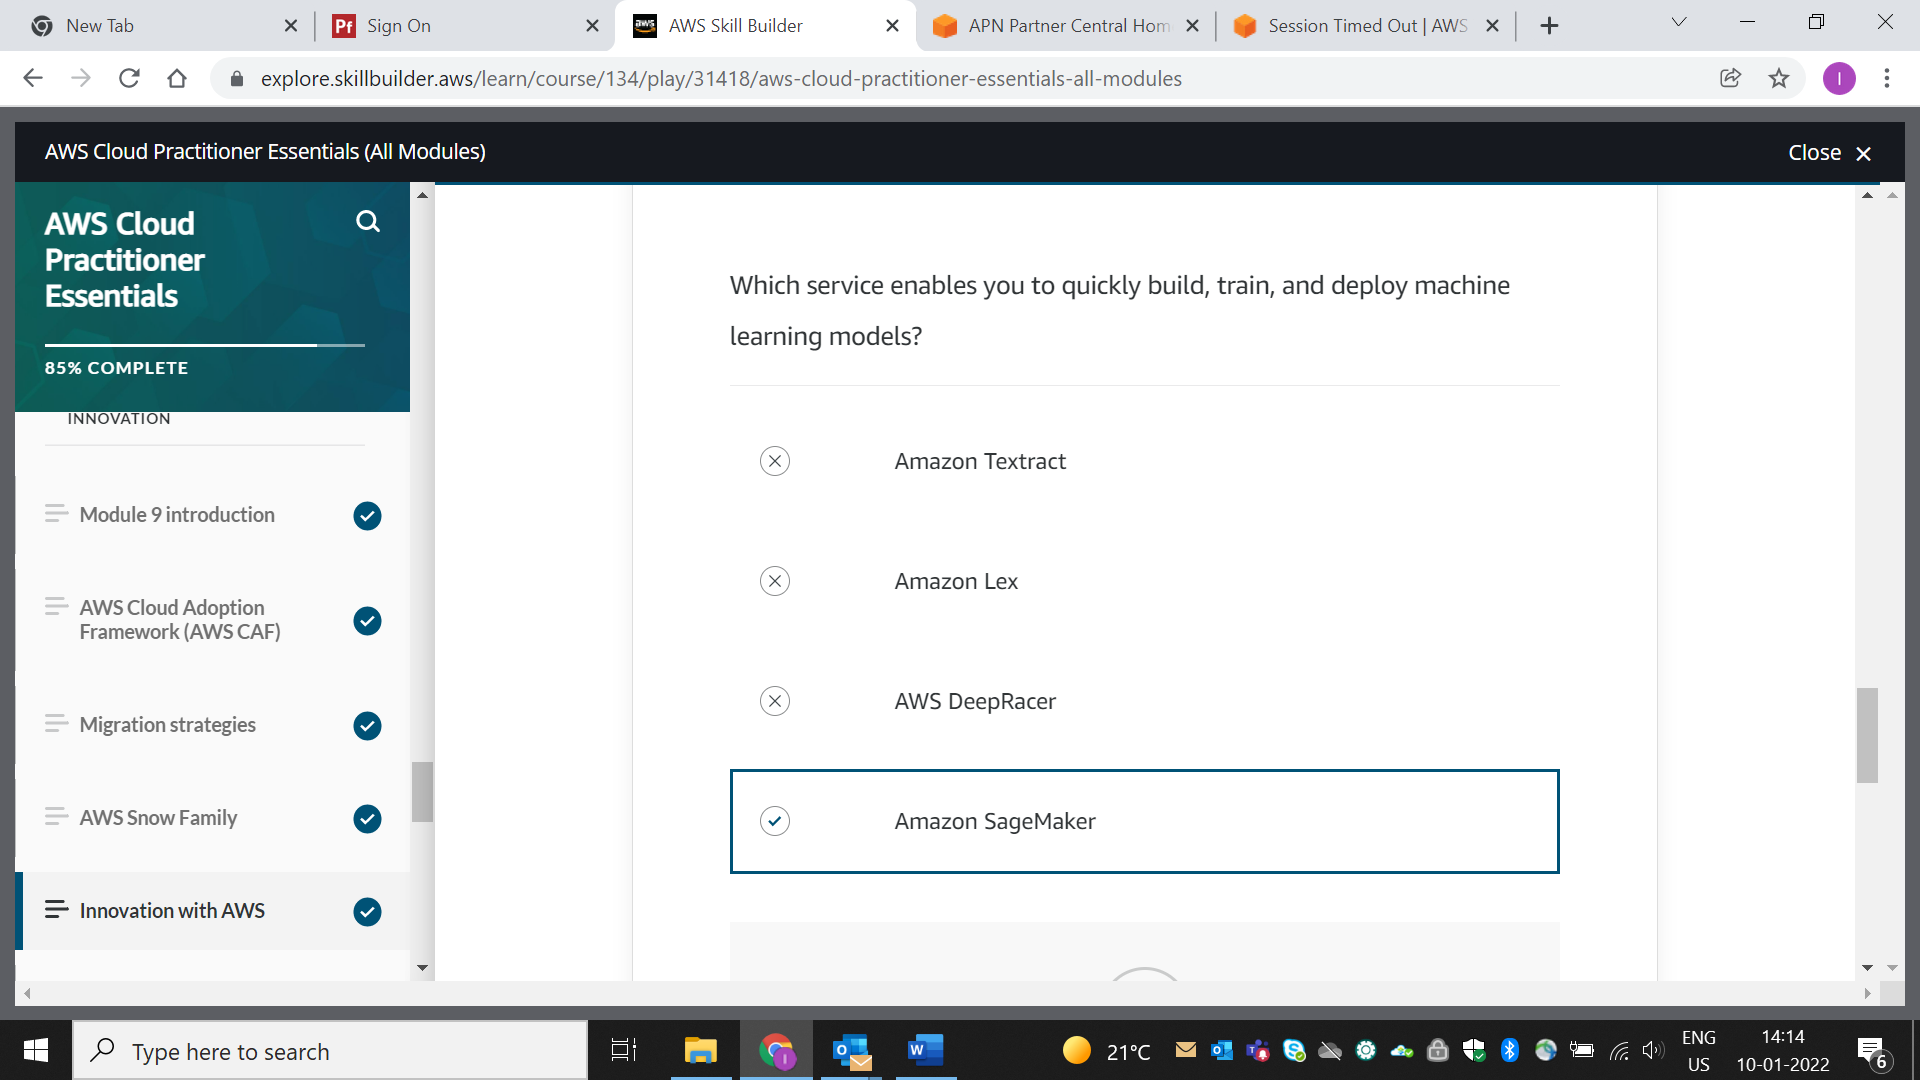 New Tab
Pf Sign On
aws AWS Skill Builder
APN Partner Central Hom
Session Timed Out | AWS
explore.skillbuilder.aws/learn/course/134/play/31418/aws-cloud-practitioner-essentials-all-modules
I
AWS Cloud Practitioner Essentials (All Modules)
Close
AWS Cloud
Practitioner
Essentials
85% COMPLETE
INNOVATION
Module 9 introduction
AWS Cloud Adoption
Framework (AWS CAF)
Migration strategies
AWS Snow Family
Innovation with AWS
Which service enables you to quickly build, train, and deploy machine
learning models?
Amazon Textract
Amazon Lex
AWS DeepRacer
Amazon SageMaker
Type here to search
21°C
ENG
US
14:14
10-01-2022
6